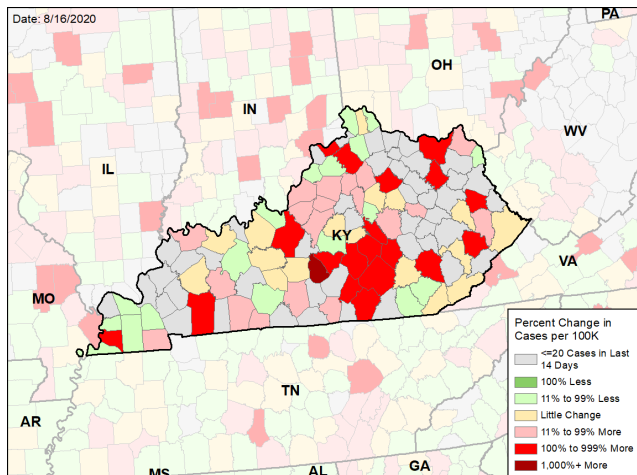 Date: 8/16/2020
PA
OH
IN
WV
IL
KY
MO
VA
TN
AR
MS
AL
GA
Percent Change in
Cases per 100K
<=20 Cases in Last
14 Days
100% Less
11% to 99% Less
Little Change
11% to 99% More
100% to 999% More
1,000%+ More